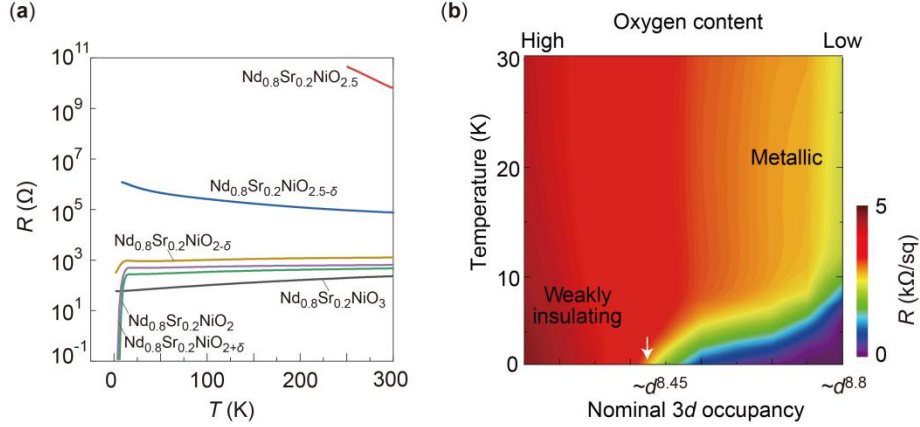 (a)
10^11
10^9
10^7
10^5
10^3
10^1
10^-1
R (Ω)
Nd0.8Sr0.2NiO2.5
Nd0.8Sr0.2NiO2.5-δ
Nd0.8Sr0.2NiO2-δ
Nd0.8Sr0.2NiO3
Nd0.8Sr0.2NiO2
Nd0.8Sr0.2NiO2+δ
0 100 200 300
T (K)
(b)
Oxygen content
High Low
30
20
10
0
Temperature (K)
Metallic
Weakly
insulating
~d^8.45 ~d^8.8
Nominal 3d occupancy
5
0
R (kΩ/sq)